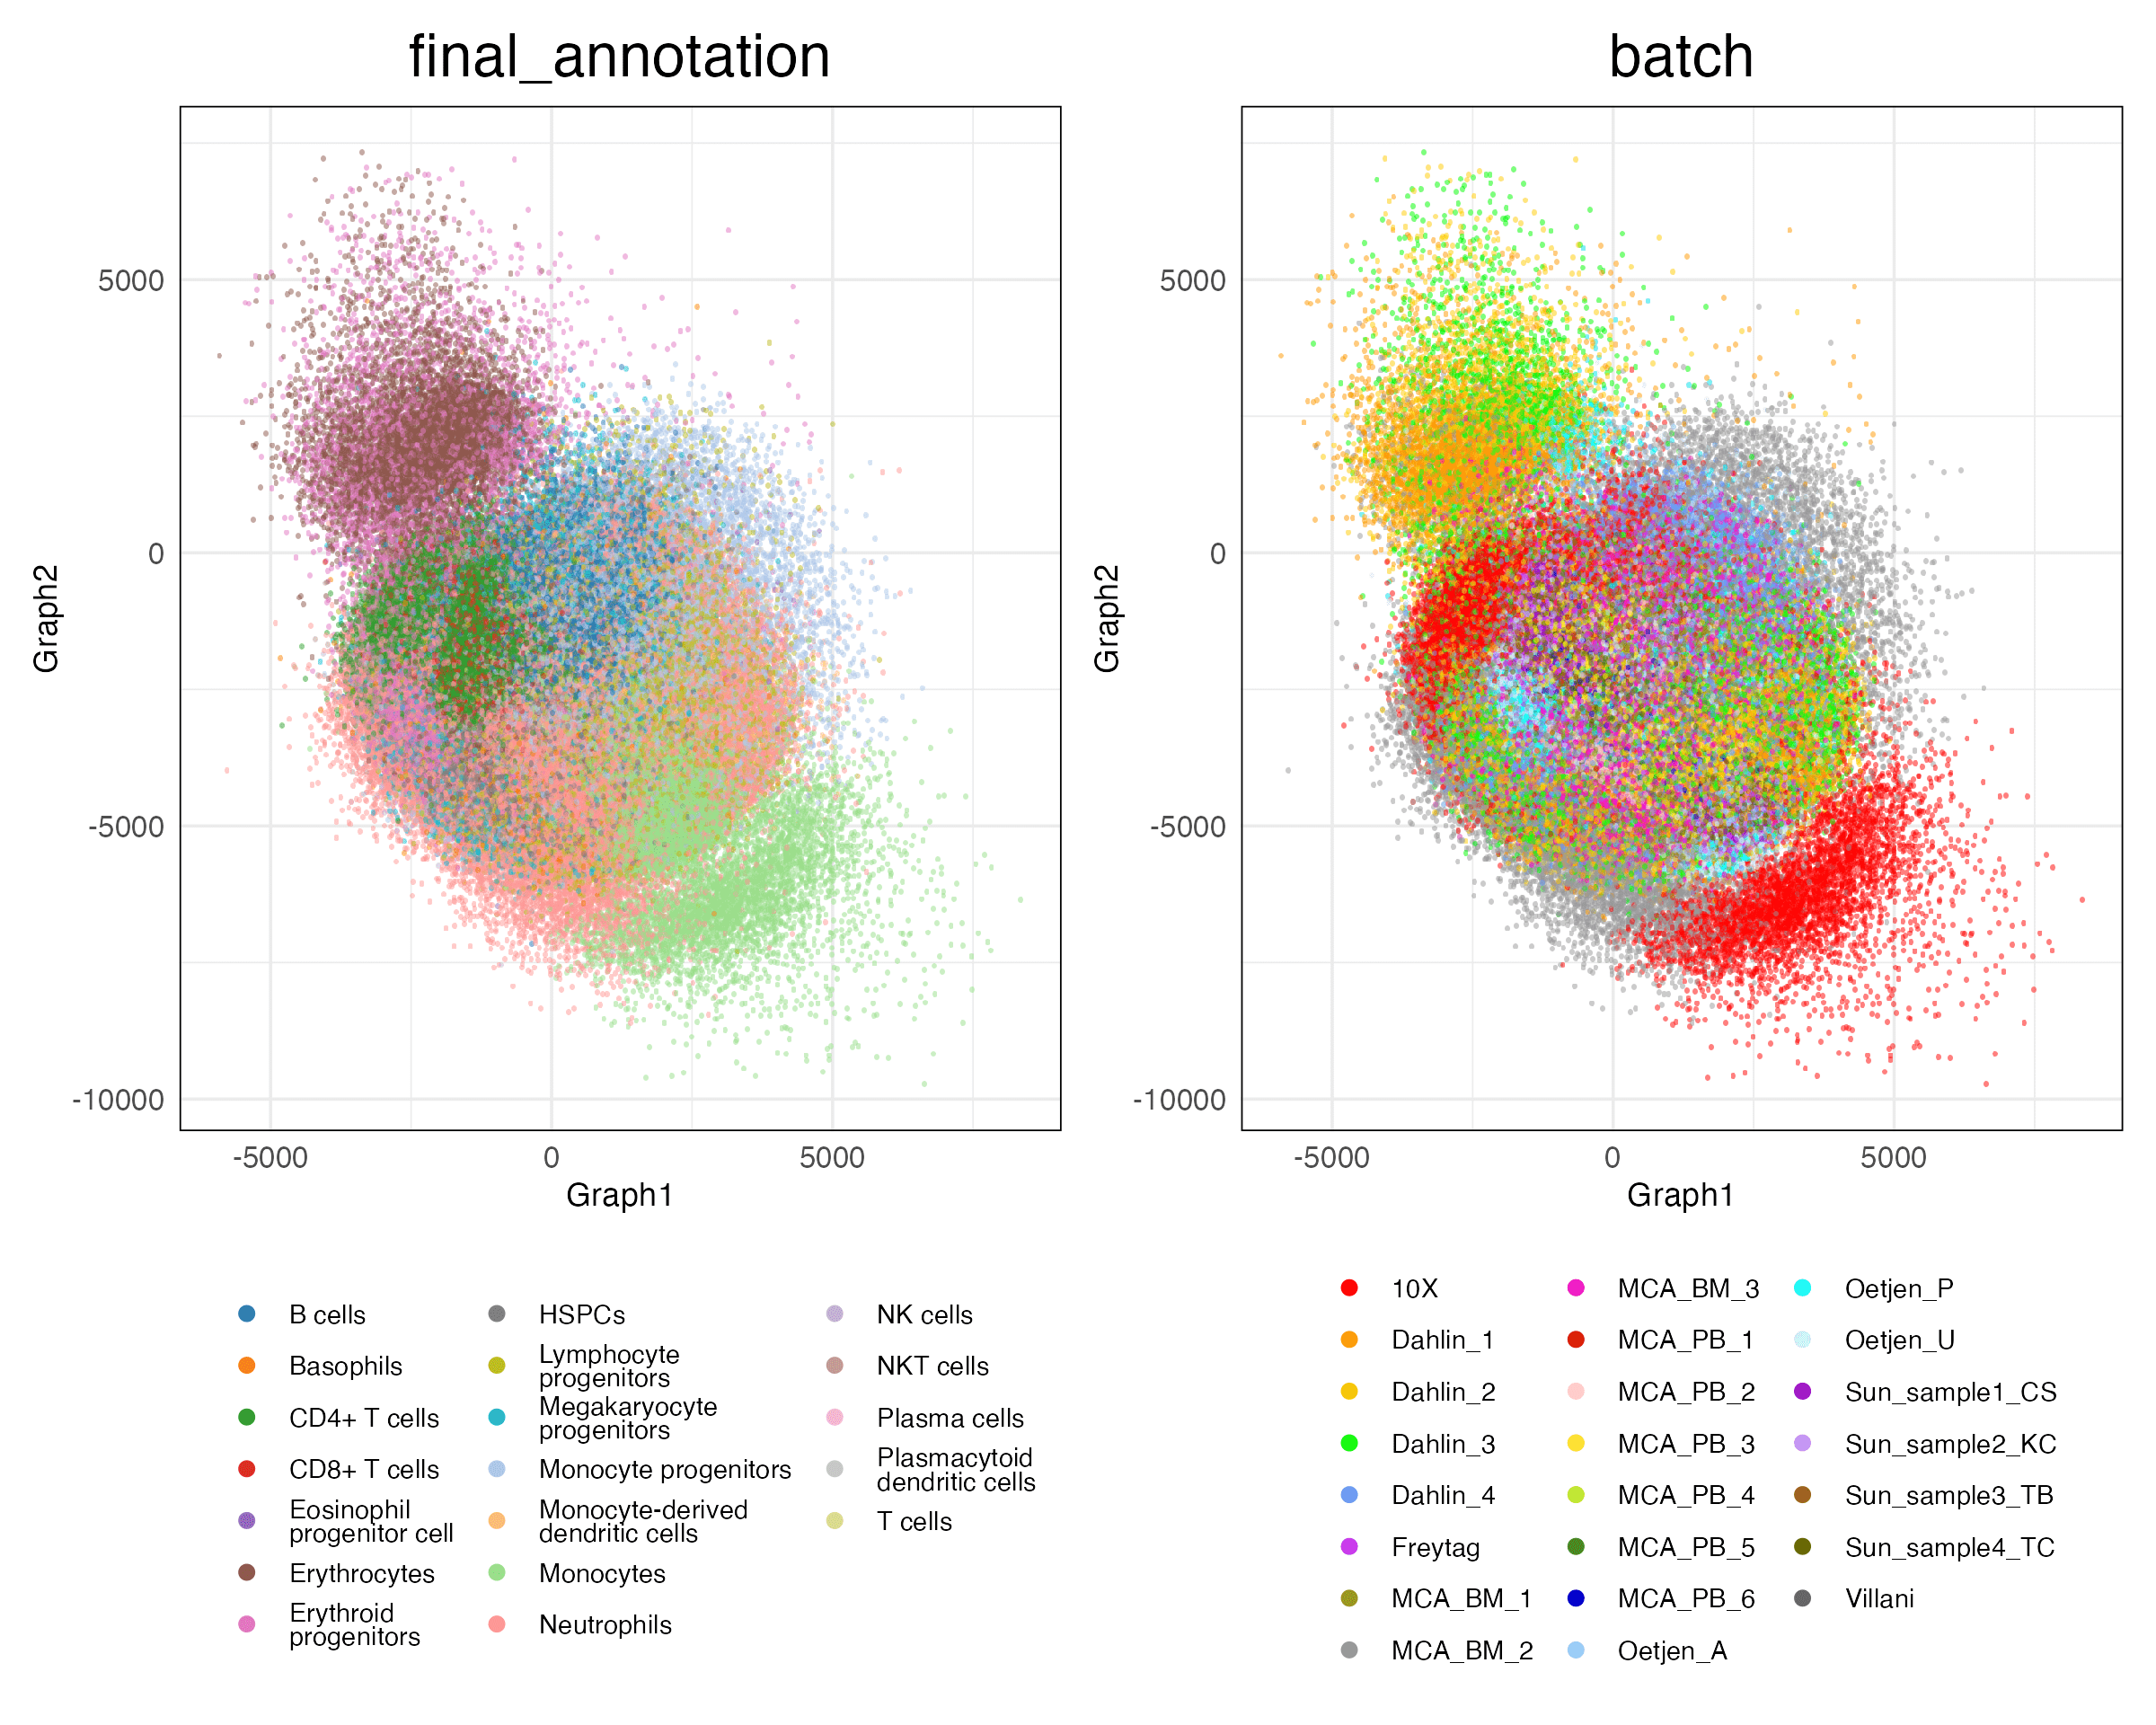 final_annotation
batch
5000
0
-5000
-10000
Graph2
-5000
0
5000
Graph1
5000
0
-5000
-10000
Graph2
-5000
0
5000
Graph1
B cells
Basophils
CD4+ T cells
CD8+ T cells
Eosinophil
progenitor cell
Erythrocytes
Erythroid
progenitors
HSPCs
Lymphocyte
progenitors
Megakaryocyte
progenitors
Monocyte progenitors
Monocyte-derived
dendritic cells
Monocytes
Neutrophils
NK cells
NKT cells
Plasma cells
Plasmacytoid
dendritic cells
T cells
10X
Dahlin_1
Dahlin_2
Dahlin_3
Dahlin_4
Freytag
MCA_BM_1
MCA_BM_2
MCA_BM_3
MCA_PB_1
MCA_PB_2
MCA_PB_3
MCA_PB_4
MCA_PB_5
MCA_PB_6
Oetjen_A
Oetjen_P
Oetjen_U
Sun_sample1_CS
Sun_sample2_KC
Sun_sample3_TB
Sun_sample4_TC
Villani